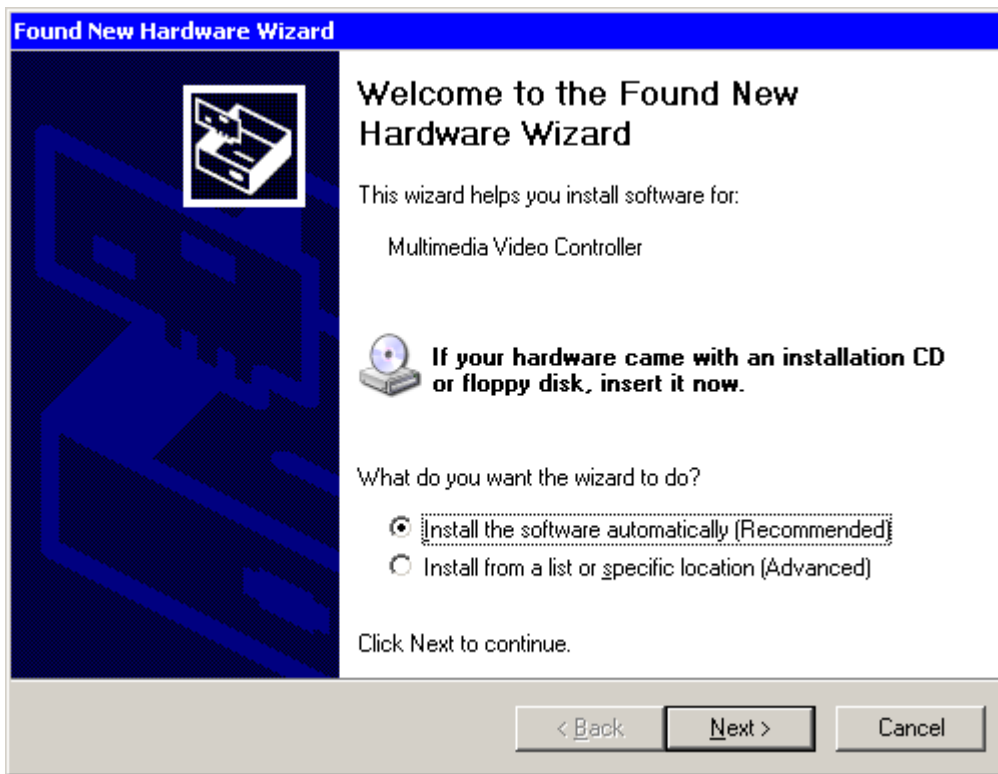 Found New Hardware Wizard
Welcome to the Found New
Hardware Wizard
This wizard helps you install software for:
Multimedia Video Controller
If your hardware came with an installation CD
or floppy disk, insert it now.
What do you want the wizard to do?
Install the software automatically (Recommended)
Install from a list or specific location (Advanced)
Click Next to continue.
< Back
Next >
Cancel